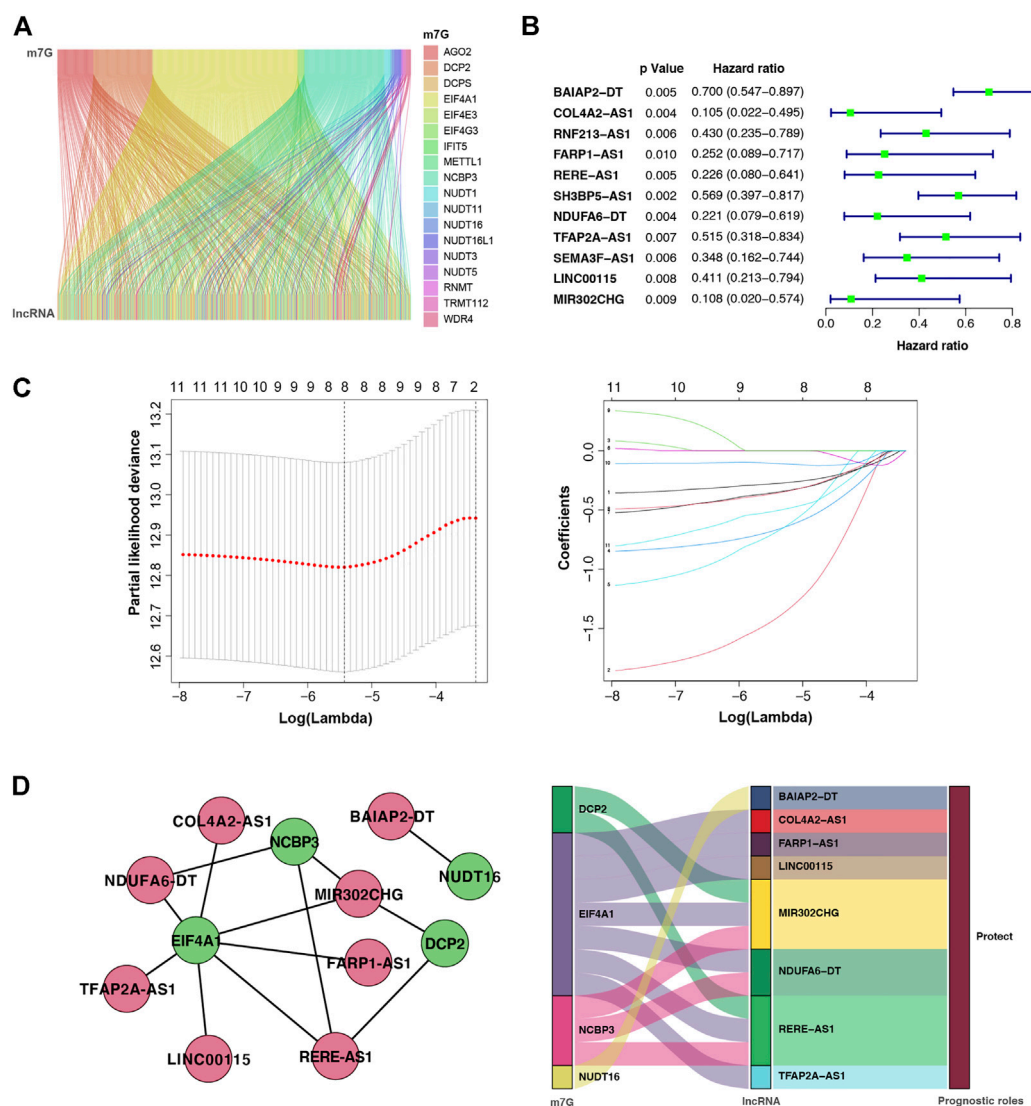 A
m7G
lncRNA
m7G
AGO2
DCP2
DCPS
EIF4A1
EIF4E3
EIF4G3
IFIT5
METTL1
NCBP3
NUDT1
NUDT11
NUDT16
NUDT16L1
NUDT3
NUDT5
RNMT
TRMT112
WDR4
B
p Value Hazard ratio
BAIAP2−DT 0.005 0.700 (0.547−0.897)
COL4A2−AS1 0.004 0.105 (0.022−0.495)
RNF213−AS1 0.006 0.430 (0.235−0.789)
FARP1−AS1 0.010 0.252 (0.089−0.717)
RERE−AS1 0.005 0.226 (0.080−0.641)
SH3BP5−AS1 0.002 0.569 (0.397−0.817)
NDUFA6−DT 0.004 0.221 (0.079−0.619)
TFAP2A−AS1 0.007 0.515 (0.318−0.834)
SEMA3F−AS1 0.006 0.348 (0.162−0.744)
LINC00115 0.008 0.411 (0.213−0.794)
MIR302CHG 0.009 0.108 (0.020−0.574)
0.0 0.2 0.4 0.6 0.8
Hazard ratio
C
11 11 11 10 10 9 9 8 8 8 8 9 9 8 7 2
13.2
13.1
13.0
12.9
12.8
12.7
12.6
Partial likelihood deviance
−8 −7 −6 −5 −4
Log(Lambda)
11 10 9 8 8
0.0
−0.5
−1.0
−1.5
Coefficients
9
3
10
1
11
4
5
2
−8 −7 −6 −5 −4
Log(Lambda)
D
COL4A2-AS1
BAIAP2-DT
NCBP3
NDUFA6-DT
NUDT16
MIR302CHG
EIF4A1
DCP2
FARP1-AS1
TFAP2A-AS1
LINC00115
RERE-AS1
DCP2
EIF4A1
NCBP3
NUDT16
m7G
BAIAP2−DT
COL4A2−AS1
FARP1−AS1
LINC00115
MIR302CHG
NDUFA6−DT
RERE−AS1
TFAP2A−AS1
lncRNA
Protect
Prognostic roles